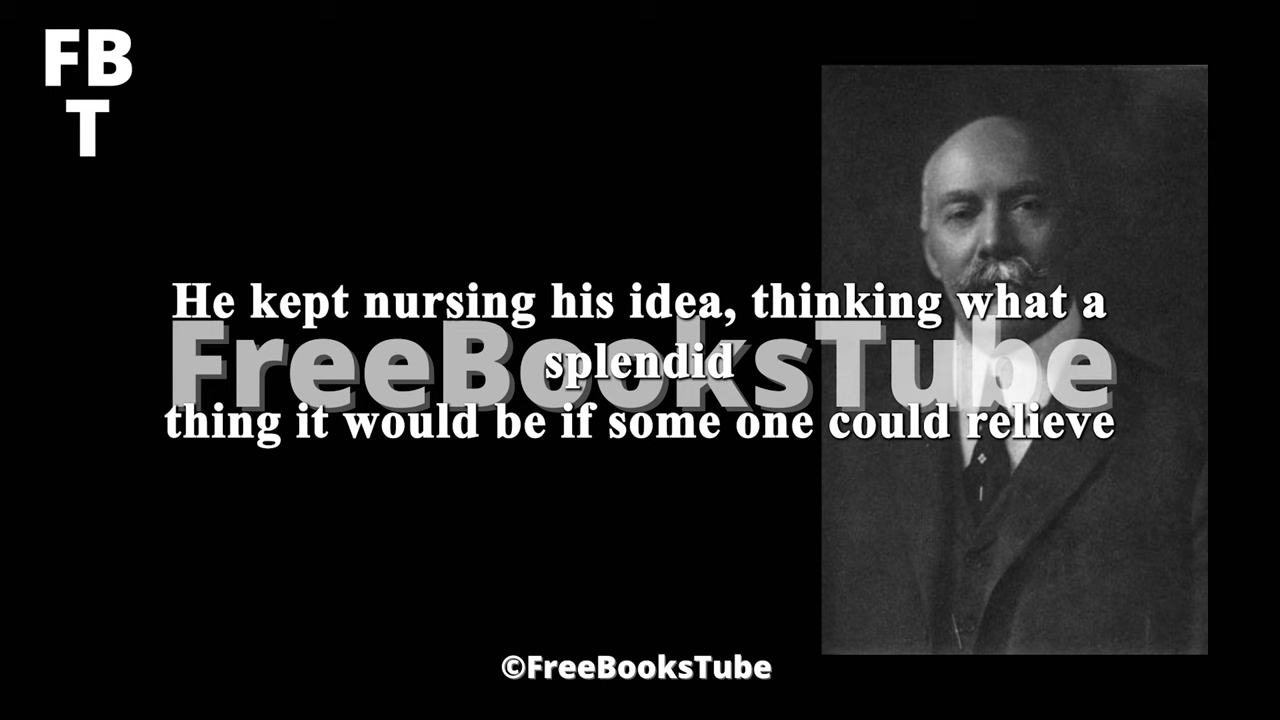 FB
T
He kept nursing his idea, thinking what a
splendid
FreeBooksTube
thing it would be if some one could relieve
©FreeBooksTube